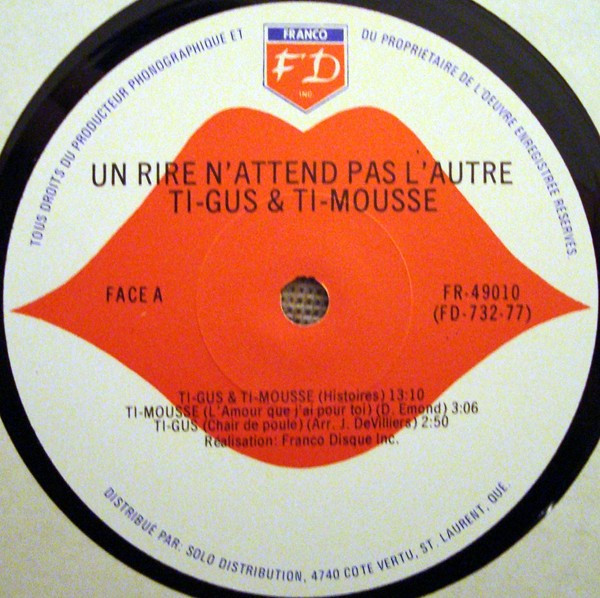 TOUS DROITS DU PRODUCTEUR PHONOGRAPHIQUE ET DU PROPRIÉTAIRE DE L'OEUVRE ENREGISTRÉE RÉSERVÉS.
FRANCO
FD
INC
UN RIRE N'ATTEND PAS L'AUTRE
TI-GUS & TI-MOUSSE
FACE A
FR-49010
(FD-732-77)
TI-GUS & TI-MOUSSE (Histoires) 13:10
TI-MOUSSE (L'Amour que j'ai pour toi) (D. Emond) 3:06
TI-GUS (Chair de poule) (Arr. J. DeVilliers) 2:50
Réalisation: Franco Disque Inc.
DISTRIBUÉ PAR: SOLO DISTRIBUTION, 4740 COTE VERTU, ST. LAURENT, QUE.